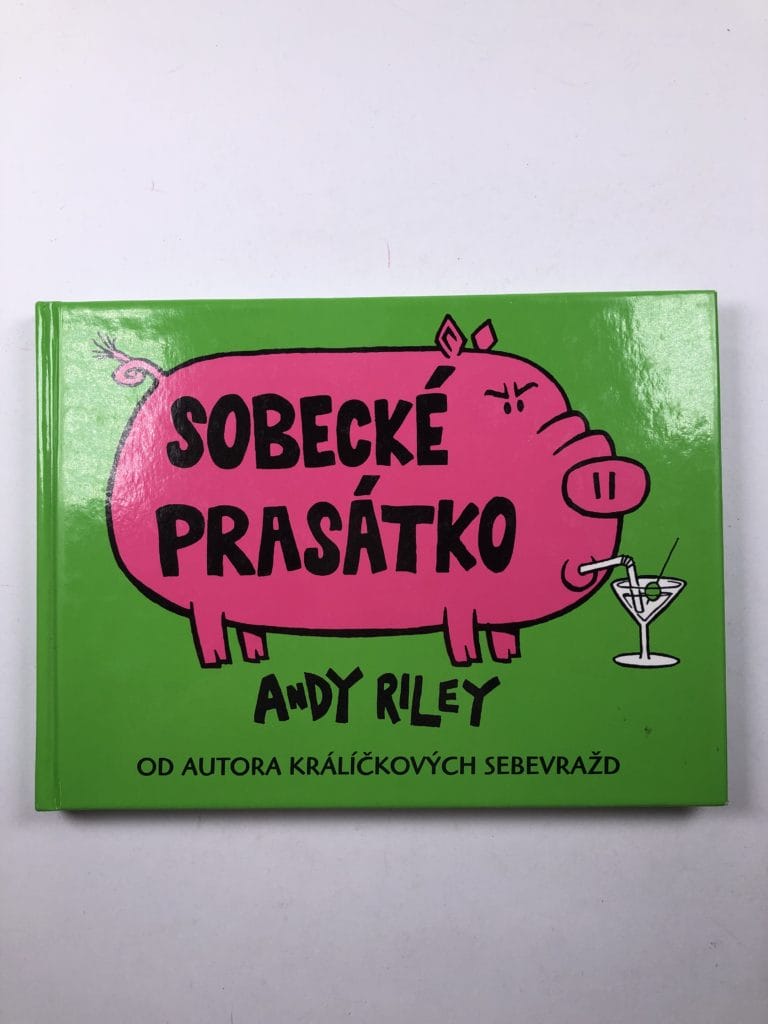 SOBECKÉ
PRASÁTKO
ANDY RILEY
OD AUTORA KRÁLÍČKOVÝCH SEBEVRAŽD